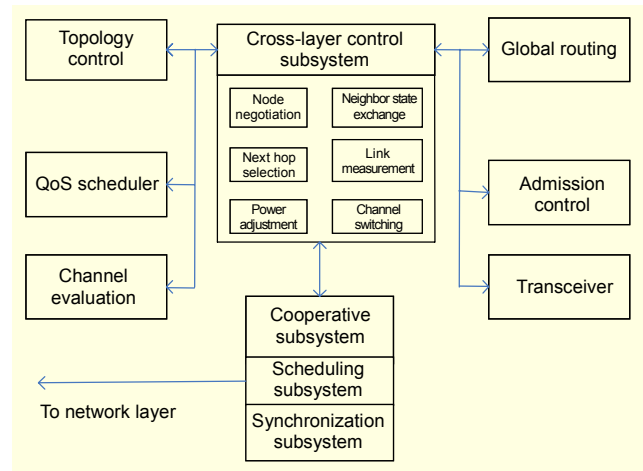 Topology
control
Cross-layer control
subsystem
Global routing
Node
negotiation
Neighbor state
exchange
Next hop
selection
Link
measurement
Power
adjustment
Channel
switching
QoS scheduler
Channel
evaluation
Admission
control
Transceiver
Cooperative
subsystem
Scheduling
subsystem
Synchronization
subsystem
To network layer